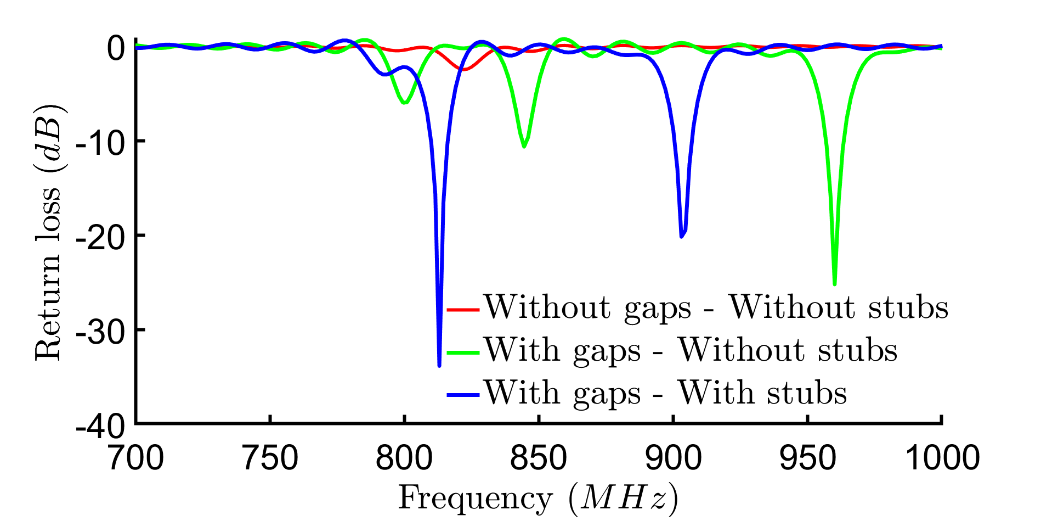 0
-10
-20
-30
-40
Return loss (dB)
Without gaps - Without stubs
With gaps - Without stubs
With gaps - With stubs
700 750 800 850 900 950 1000
Frequency (MHz)